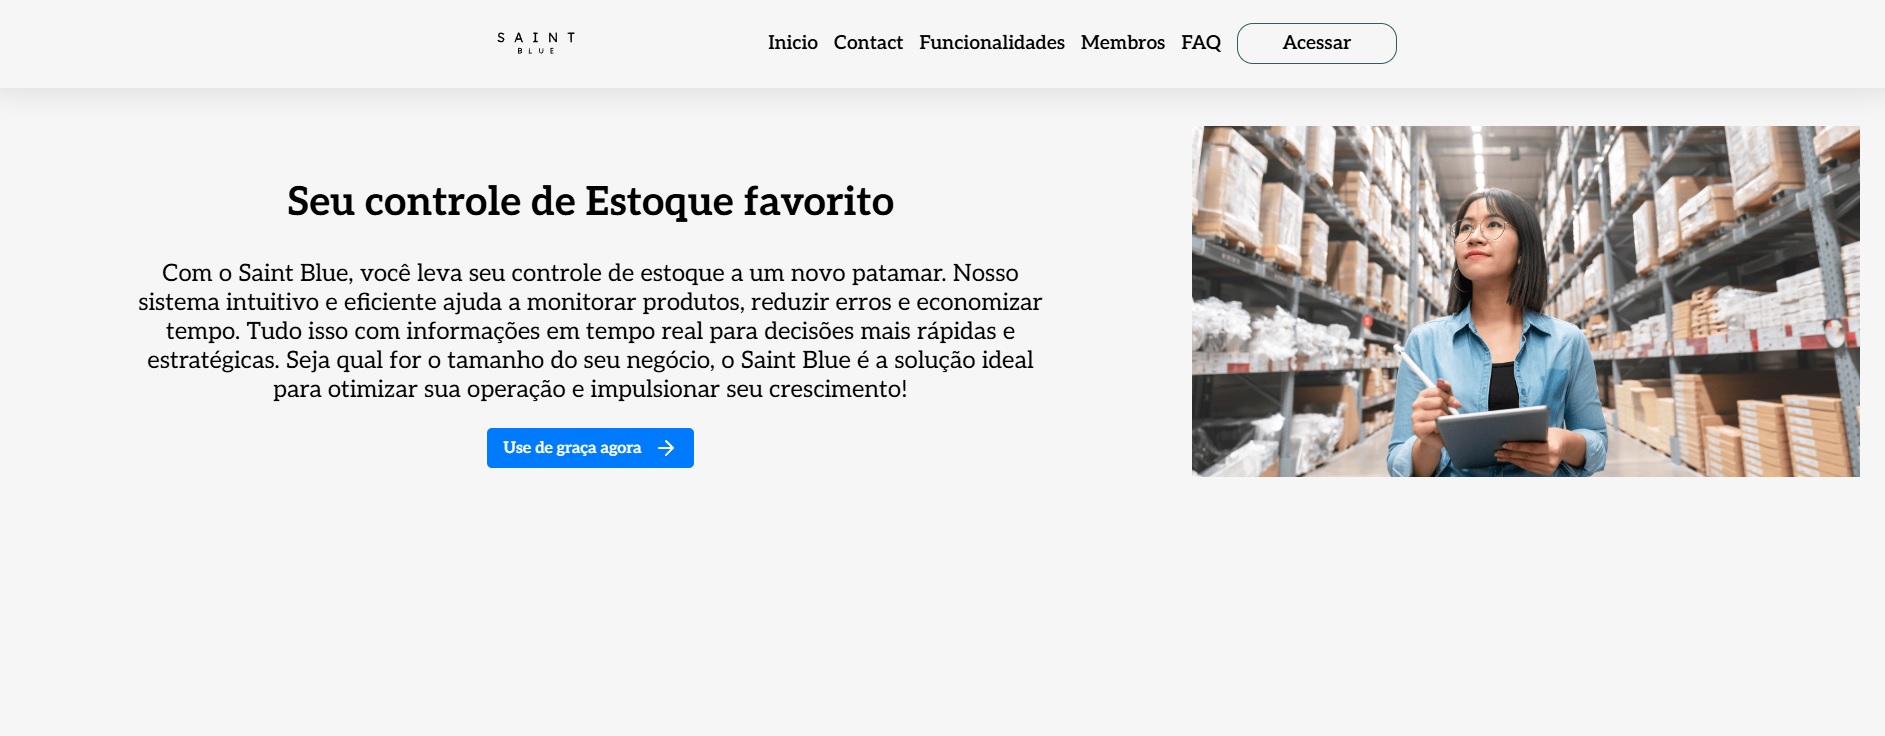 SAINT
BLUE
Inicio Contact Funcionalidades Membros FAQ Acessar
Seu controle de Estoque favorito
Com o Saint Blue, você leva seu controle de estoque a um novo patamar. Nosso
sistema intuitivo e eficiente ajuda a monitorar produtos, reduzir erros e economizar
tempo. Tudo isso com informações em tempo real para decisões mais rápidas e
estratégicas. Seja qual for o tamanho do seu negócio, o Saint Blue é a solução ideal
para otimizar sua operação e impulsionar seu crescimento!
Use de graça agora